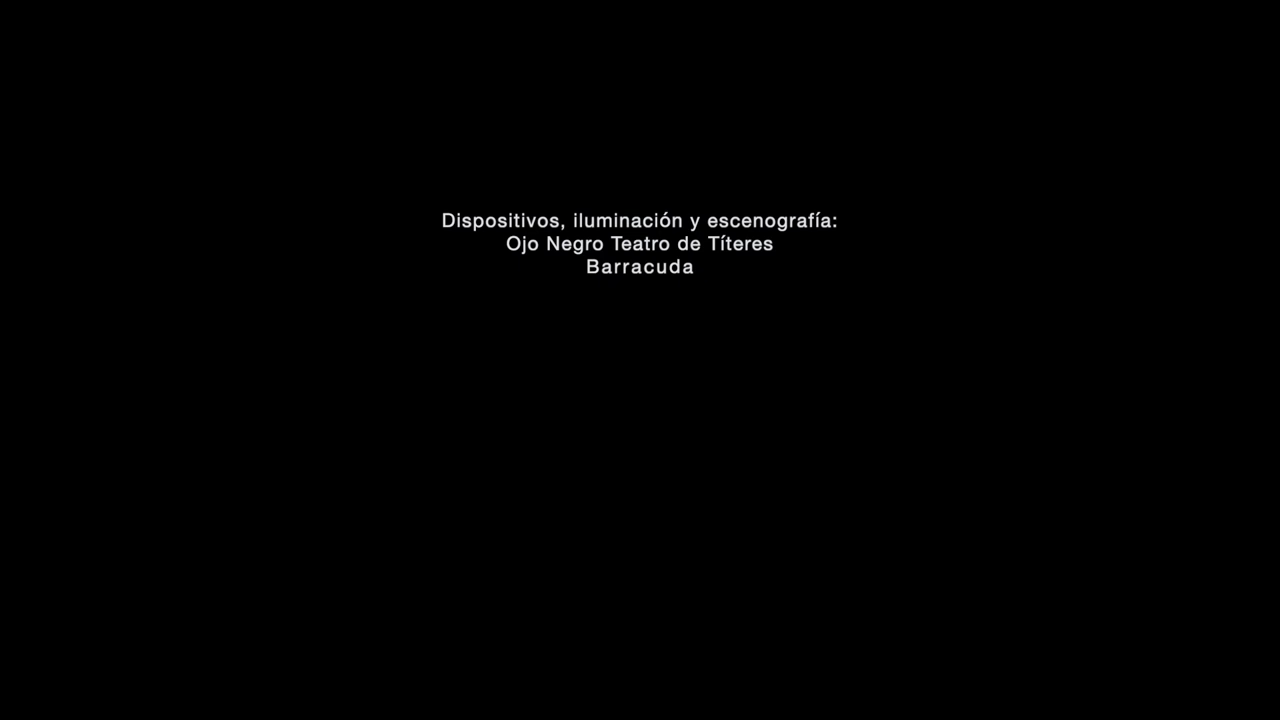 Dispositivos, iluminación y escenografía:
Ojo Negro Teatro de Títeres
Barracuda